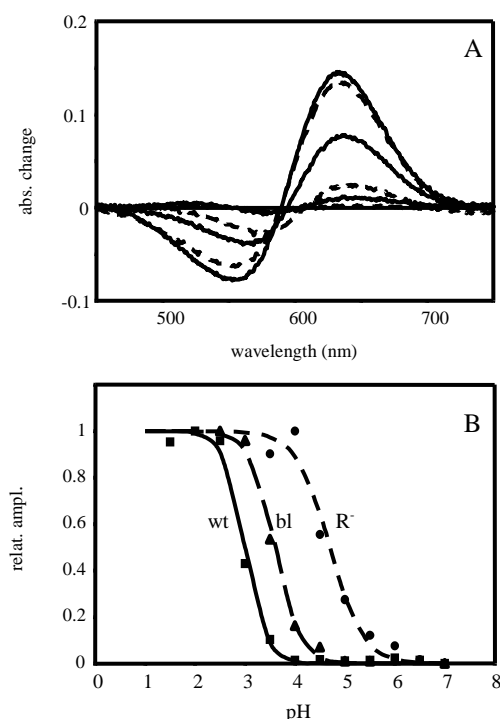 A
abs. change
0.2
0.1
0
-0.1
500 600 700
wavelength (nm)
B
relat. ampl.
1
0.8
0.6
0.4
0.2
0
wt bl R⁻
0 1 2 3 4 5 6 7 8
pH